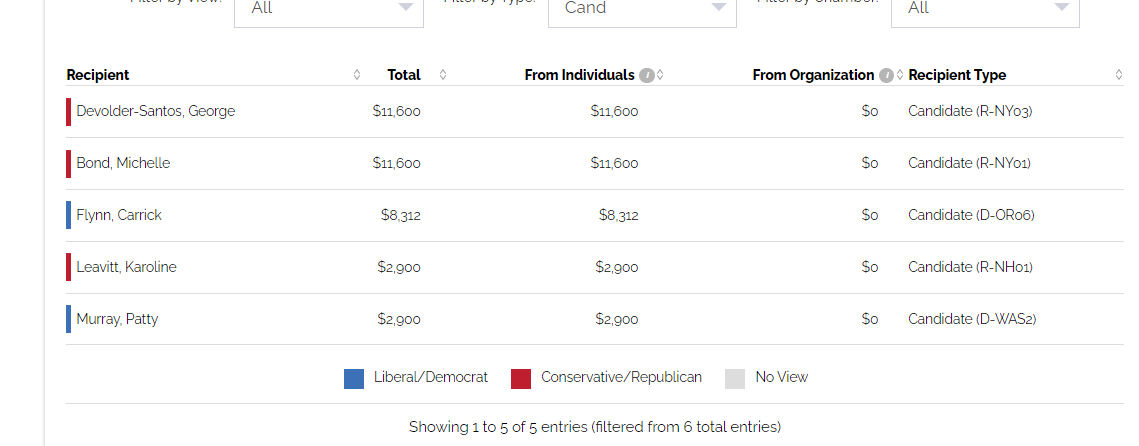 Filter by View: All Filter by Type: Cand Filter by Chamber: All
Recipient Total From Individuals i From Organization i Recipient Type
Devolder-Santos, George $11,600 $11,600 $0 Candidate (R-NY03)
Bond, Michelle $11,600 $11,600 $0 Candidate (R-NY01)
Flynn, Carrick $8,312 $8,312 $0 Candidate (D-OR06)
Leavitt, Karoline $2,900 $2,900 $0 Candidate (R-NH01)
Murray, Patty $2,900 $2,900 $0 Candidate (D-WAS2)
Liberal/Democrat Conservative/Republican No View
Showing 1 to 5 of 5 entries (filtered from 6 total entries)